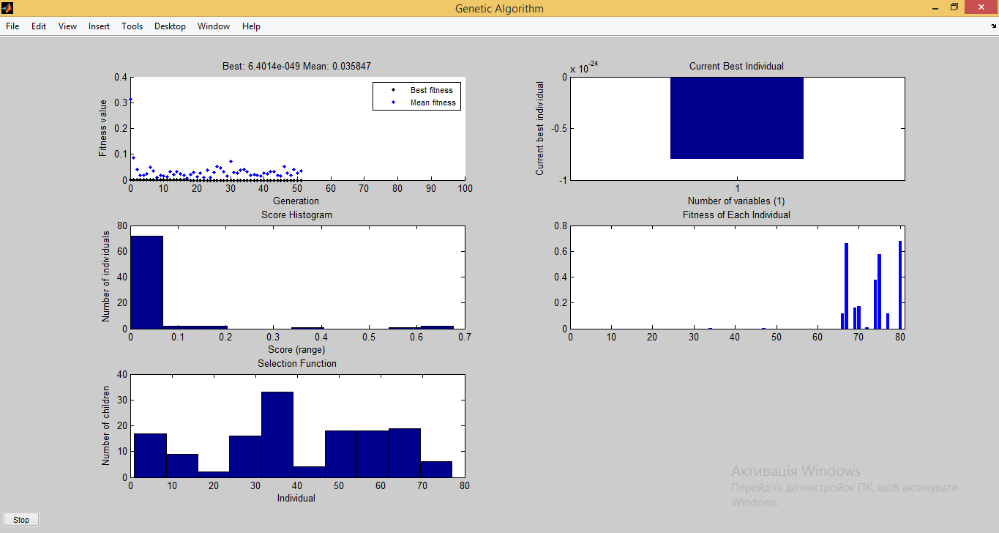 Genetic Algorithm
File Edit View Insert Tools Desktop Window Help
Best: 6.4014e-049 Mean: 0.035847
Fitness value
0.4
0.3
0.2
0.1
0
Best fitness
Mean fitness
0 10 20 30 40 50 60 70 80 90 100
Generation
Current Best Individual
x 10-24
Current best individual
0
-0.5
-1
1
Number of variables (1)
Score Histogram
Number of individuals
80
60
40
20
0
0 0.1 0.2 0.3 0.4 0.5 0.6 0.7
Score (range)
Fitness of Each Individual
0.8
0.6
0.4
0.2
0
0 10 20 30 40 50 60 70 80
Selection Function
Number of children
40
30
20
10
0
0 10 20 30 40 50 60 70 80
Individual
Активація Windows
Перейдіть до настройок ПК, щоб активувати
Windows.
Stop